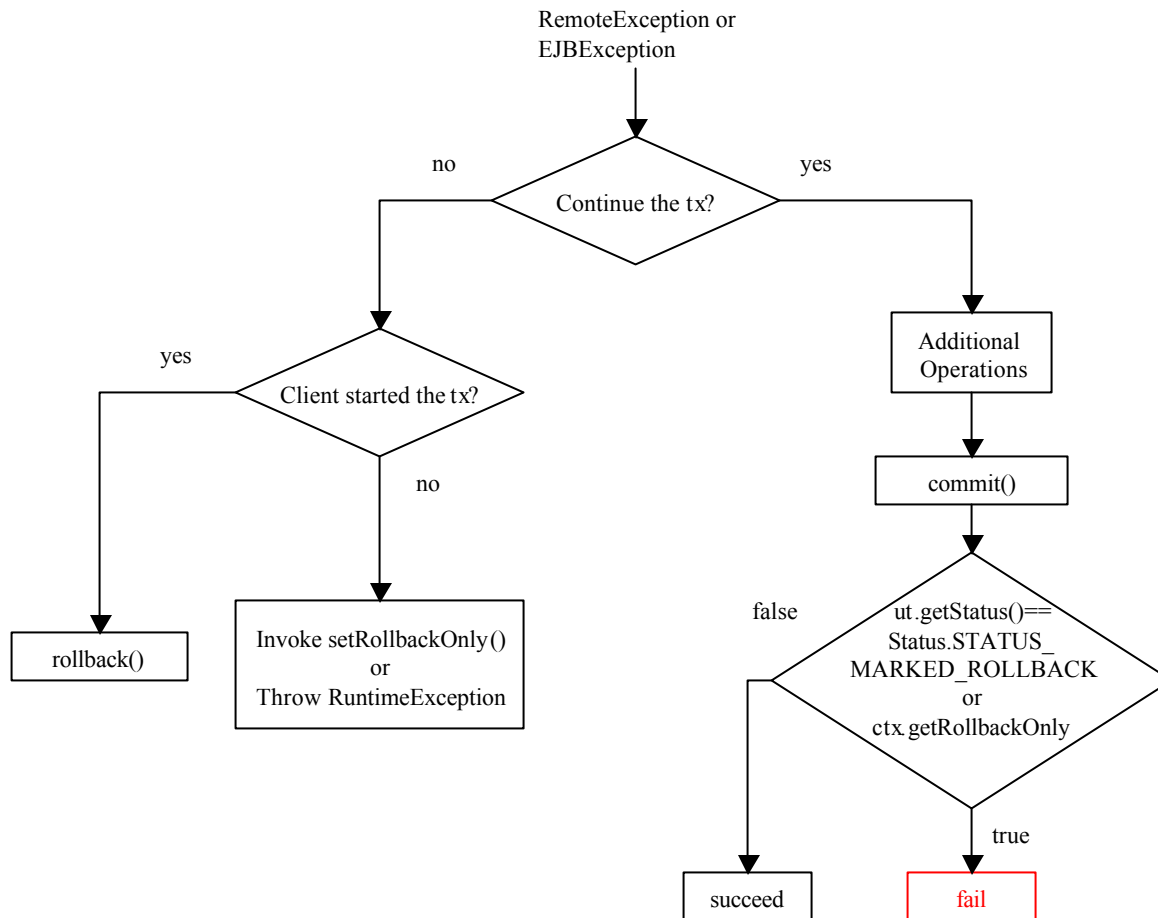 RemoteException or
EJBException
no
yes
Continue the tx?
yes
Additional
Operations
Client started the tx?
no
commit()
false
ut.getStatus()==
Status.STATUS_
MARKED_ROLLBACK
or
ctx.getRollbackOnly
Invoke setRollbackOnly()
or
Throw RuntimeException
rollback()
true
succeed
fail